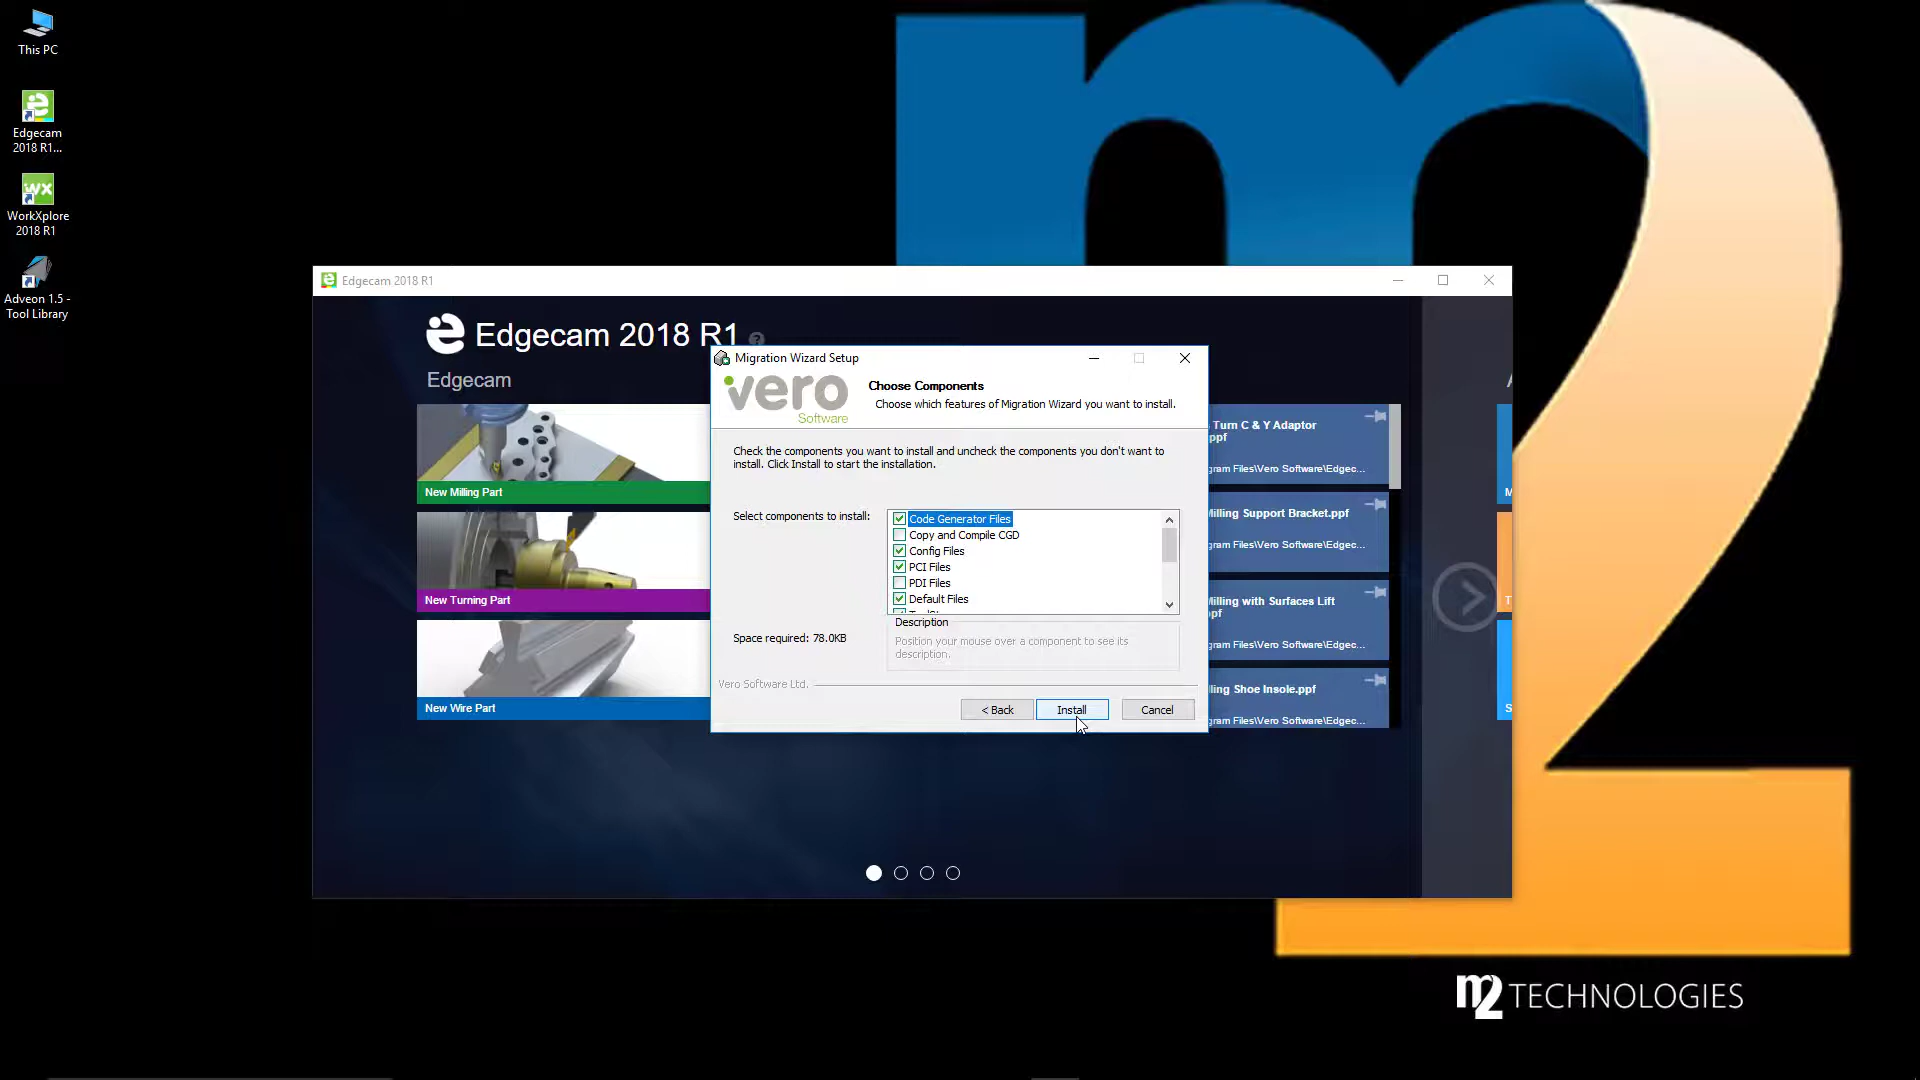 This PC
Edgecam
2018 R1...
WorkXplore
2018 R1
Adveon 1.5 -
Tool Library
Edgecam 2018 R1
Edgecam 2018 R1
Edgecam
New Milling Part
New Turning Part
New Wire Part
Migration Wizard Setup
vero
Software
Choose Components
Choose which features of Migration Wizard you want to install.
Check the components you want to install and uncheck the components you don't want to
install. Click Install to start the installation.
Select components to install:
Code Generator Files
Copy and Compile CGD
Config Files
PCI Files
PDI Files
Default Files
Space required: 78.0KB
Description
Position your mouse over a component to see its
description.
Vero Software Ltd.
< Back
Install
Cancel
Turn C & Y Adaptor
ppf
gram Files\Vero Software\Edgec...
Milling Support Bracket.ppf
gram Files\Vero Software\Edgec...
Milling with Surfaces Lift
gram Files\Vero Software\Edgec...
ling Shoe Insole.ppf
gram Files\Vero Software\Edgec...
m2
m2 TECHNOLOGIES